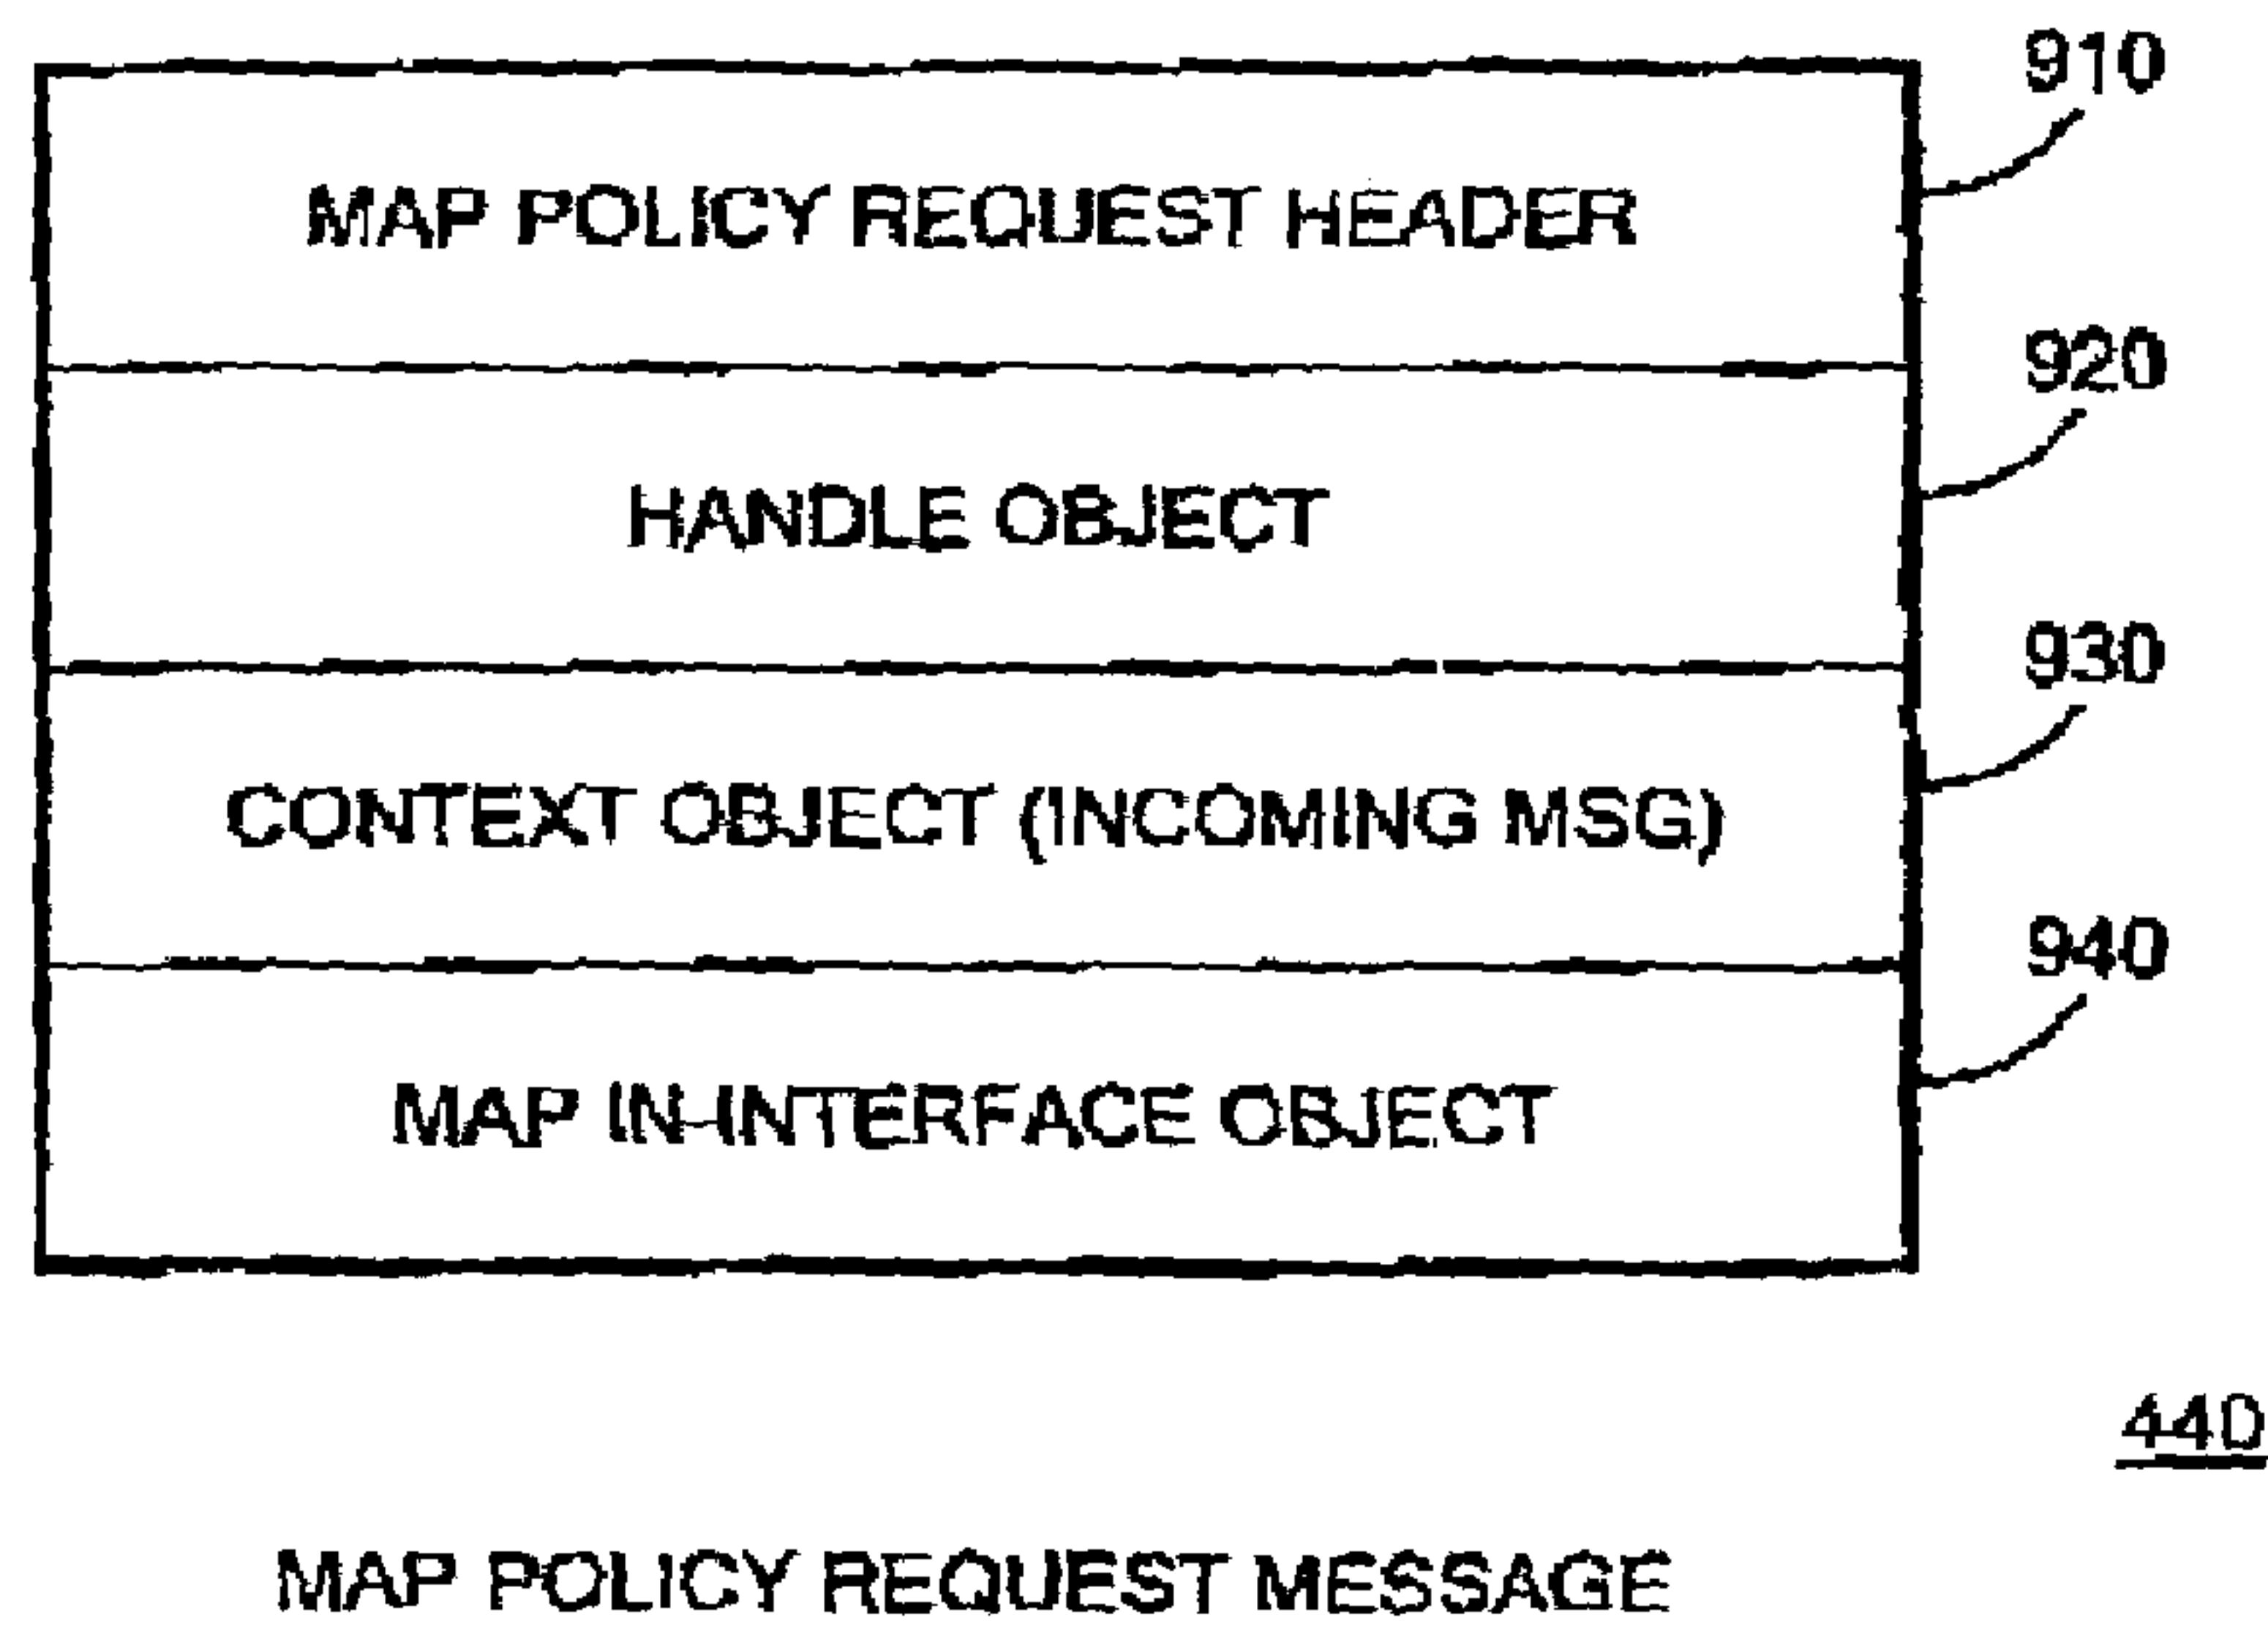 910
MAP POLICY REQUEST HEADER
920
HANDLE OBJECT
930
CONTEXT OBJECT (INCOMING MSG)
940
MAP IN-INTERFACE OBJECT
440
MAP POLICY REQUEST MESSAGE